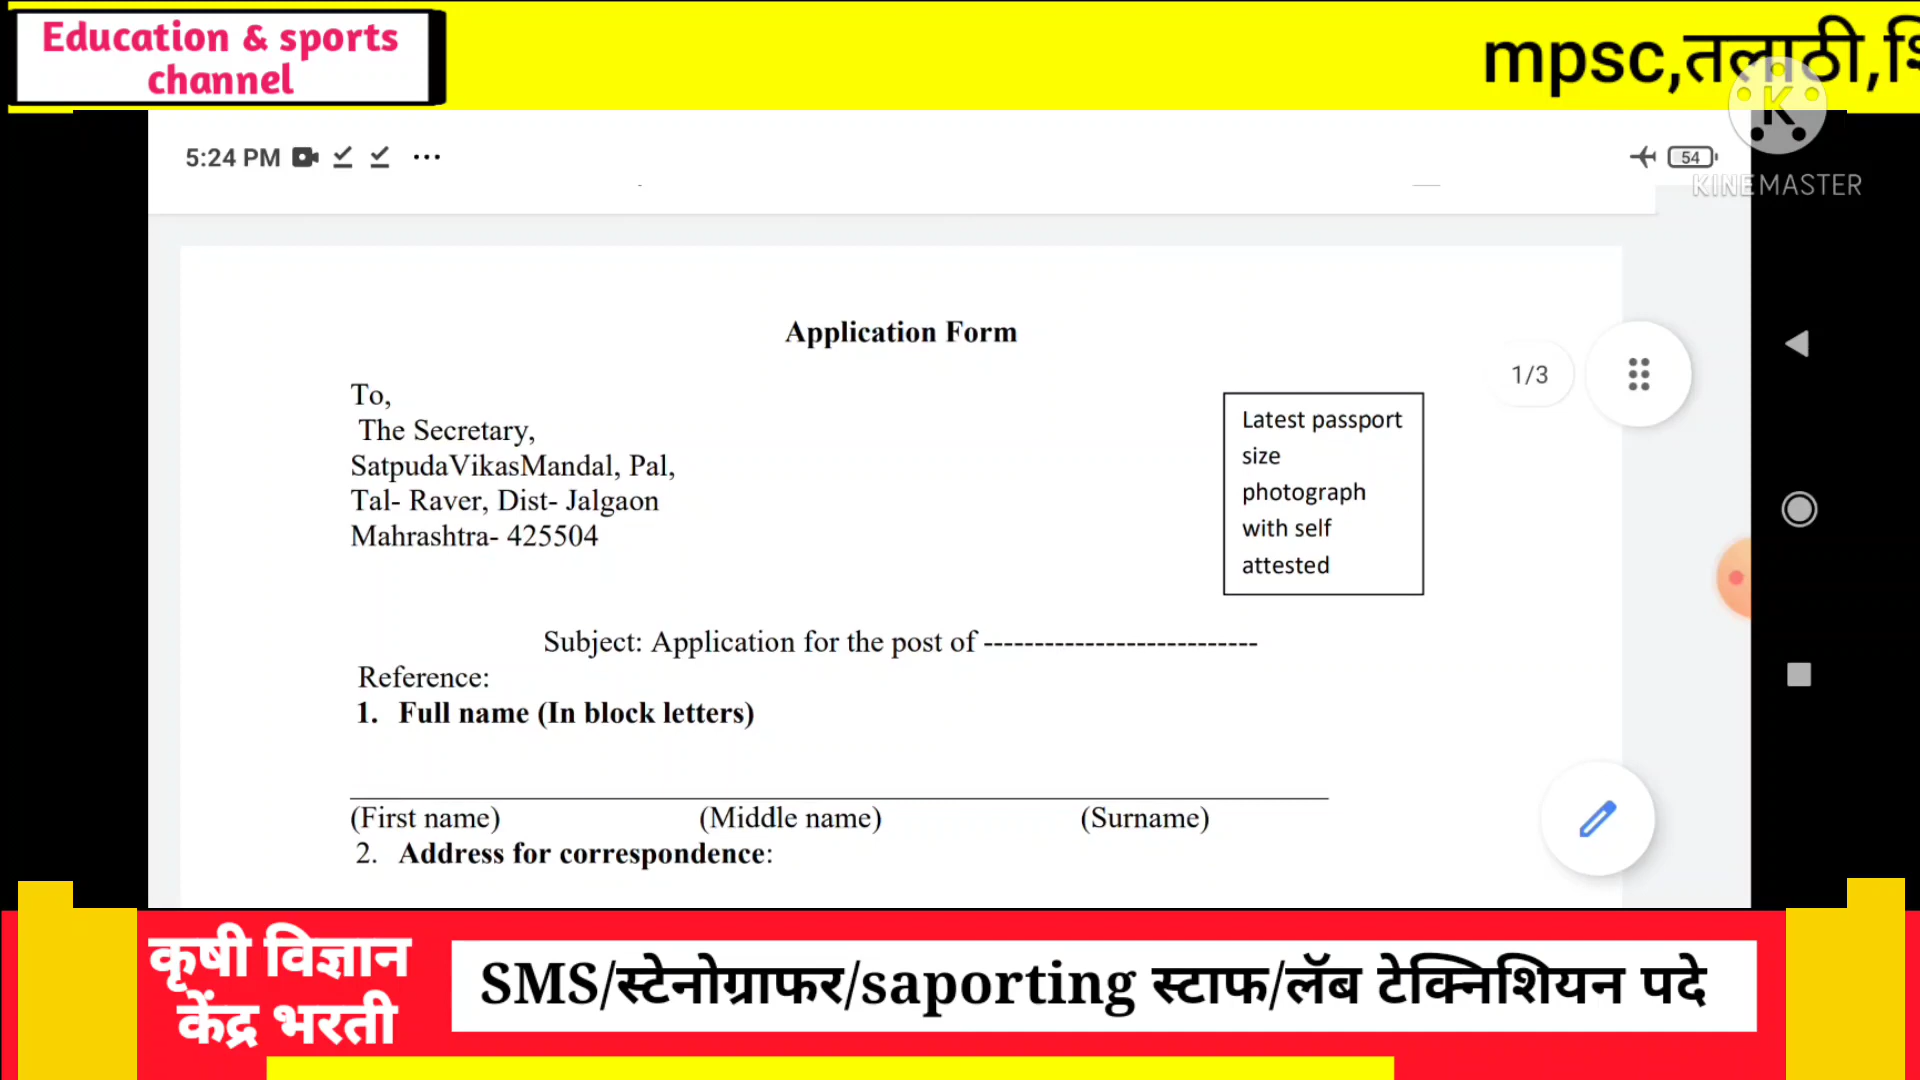 Education & sports
channel
mpsc,तलाठी,शि
5:24 PM
54
KINEMASTER
Application Form
To,
The Secretary,
SatpudaVikasMandal, Pal,
Tal- Raver, Dist- Jalgaon
Mahrashtra- 425504
Latest passport
size
photograph
with self
attested
1/3
Subject: Application for the post of ---------------------------
Reference:
1. Full name (In block letters)
(First name) (Middle name) (Surname)
2. Address for correspondence:
कृषी विज्ञान
केंद्र भरती
SMS/स्टेनोग्राफर/saporting स्टाफ/लॅब टेक्निशियन पदे